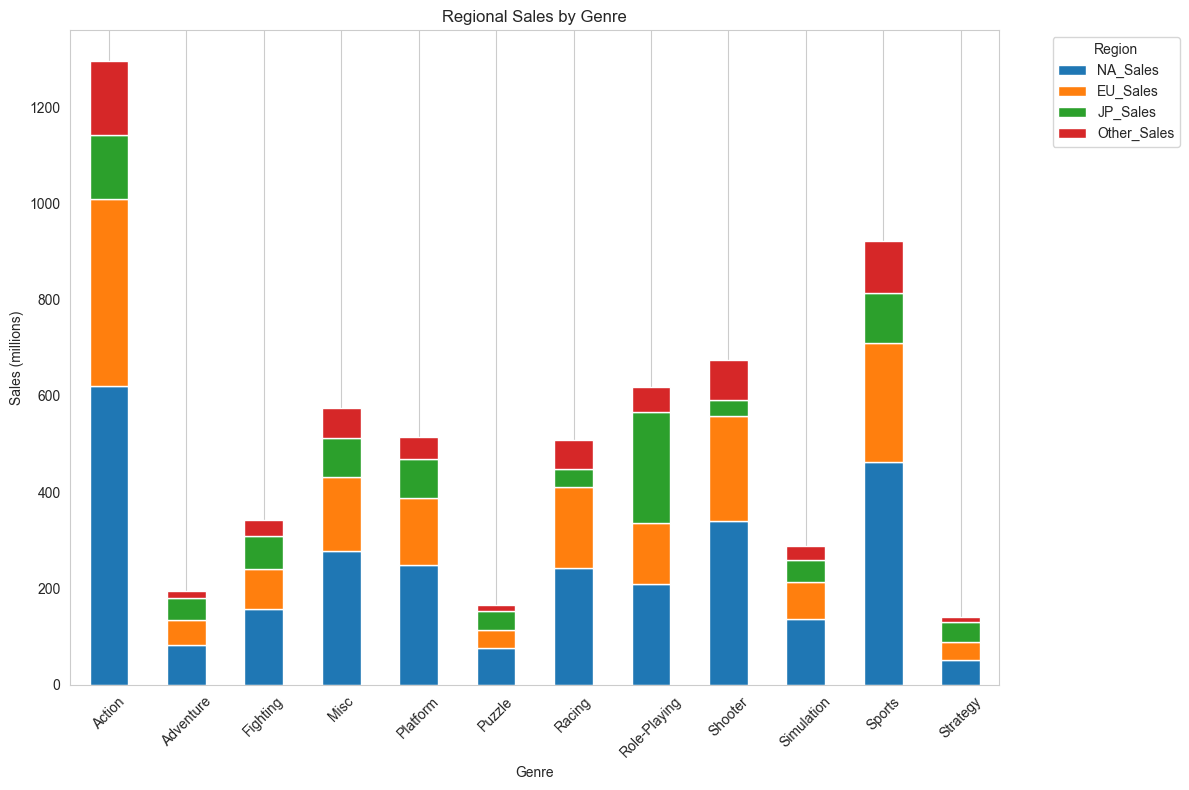 Regional Sales by Genre
Region
NA_Sales
EU_Sales
JP_Sales
Other_Sales
Sales (millions)
1200
1000
800
600
400
200
0
Action
Adventure
Fighting
Misc
Platform
Puzzle
Racing
Role-Playing
Shooter
Simulation
Sports
Strategy
Genre